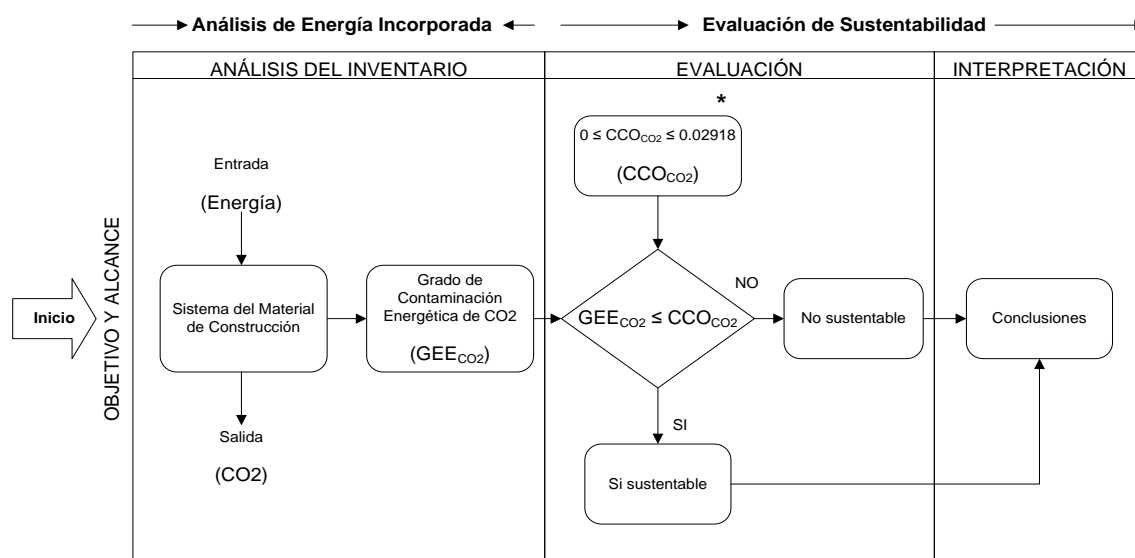 Análisis de Energía Incorporada
Evaluación de Sustentabilidad
ANÁLISIS DEL INVENTARIO
EVALUACIÓN
INTERPRETACIÓN
*
0 ≤ CCO_CO2 ≤ 0.02918
(CCO_CO2)
Entrada
(Energía)
OBJETIVO Y ALCANCE
Inicio
Sistema del Material
de Construcción
Grado de
Contaminación
Energética de CO2
(GEE_CO2)
GEE_CO2 ≤ CCO_CO2
NO
No sustentable
Conclusiones
Salida
(CO2)
SI
Si sustentable